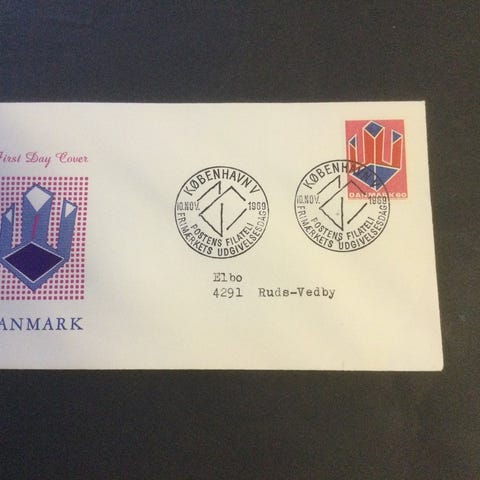 First Day Cover
ANMARK
KØBENHAVN V
10.NOV. 1969
POSTENS FILATELI
FRIMÆRKETS UDGIVELSESDAG
KØBENHAVN V
10.NOV. 1969
POSTENS FILATELI
FRIMÆRKETS UDGIVELSESDAG
DANMARK 60
Elbo
4291 Ruds-Vedby